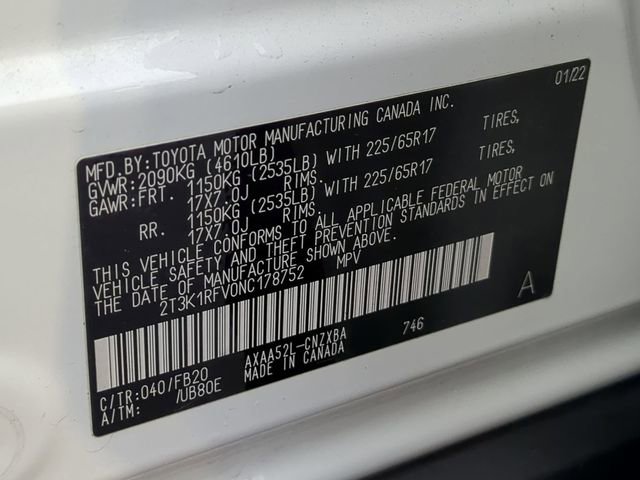 01/22
MFD.BY: TOYOTA MOTOR MANUFACTURING CANADA INC.
GVWR: 2090KG (4610LB)
GAWR: FRT. 1150KG (2535LB) WITH 225/65R17 TIRES,
17X7.0J RIMS.
RR. 1150KG (2535LB) WITH 225/65R17 TIRES,
17X7.0J RIMS.
THIS VEHICLE CONFORMS TO ALL APPLICABLE FEDERAL MOTOR
VEHICLE SAFETY AND THEFT PREVENTION STANDARDS IN EFFECT ON
THE DATE OF MANUFACTURE SHOWN ABOVE.
2T3K1RFV0NC178752 MPV
A
C/TR: 040/FB20 AXAA52L-CNZXBA 746
A/TM: /UB80E MADE IN CANADA